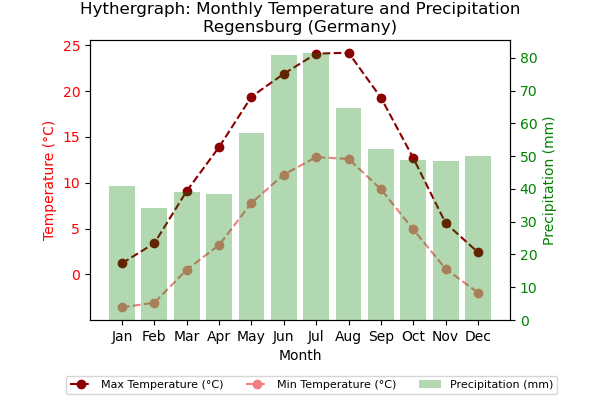 Hythergraph: Monthly Temperature and Precipitation
Regensburg (Germany)
25
20
15
10
5
0
Temperature (°C)
80
70
60
50
40
30
20
10
0
Precipitation (mm)
Jan Feb Mar Apr May Jun Jul Aug Sep Oct Nov Dec
Month
Max Temperature (°C) Min Temperature (°C) Precipitation (mm)